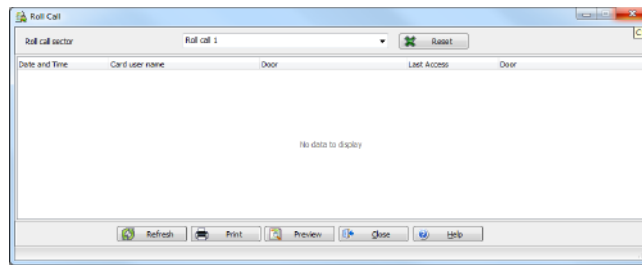 Roll Call
Roll call sector Roll call 1 Reset
Date and Time Card user name Door Last Access Door
No data to display
Refresh Print Preview Close Help